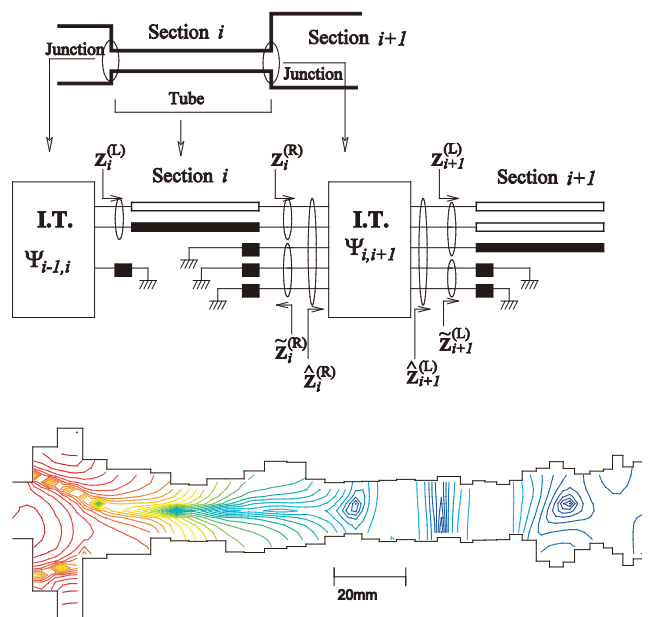 Section i
Section i+1
Junction
Junction
Tube
z_i^(L)
z_i^(R)
z_{i+1}^(L)
Section i
Section i+1
I.T.
I.T.
Ψ_{i-1,i}
Ψ_{i,i+1}
z̃_i^(R)
z̃_{i+1}^(L)
ẑ_i^(R)
ẑ_{i+1}^(L)
20mm